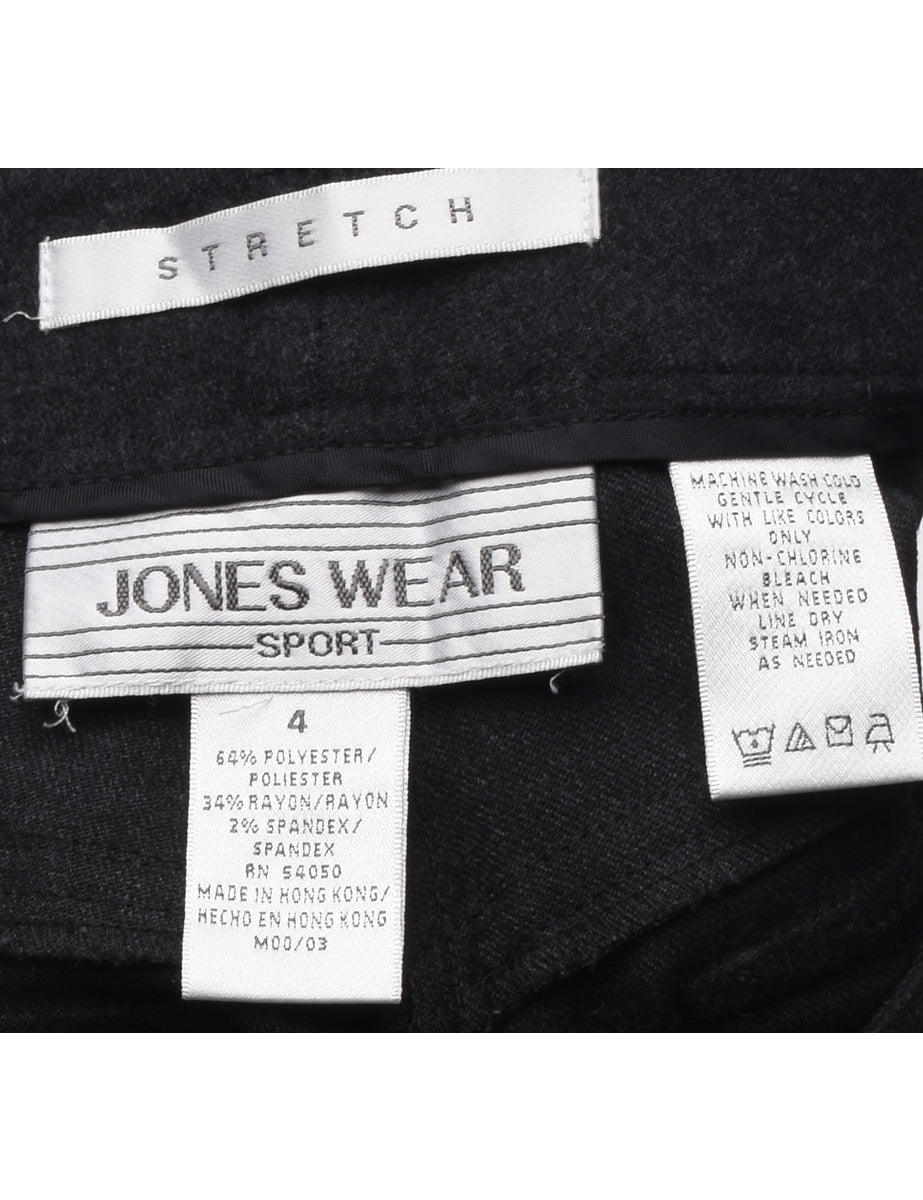 STRETCH
JONES WEAR
SPORT
4
64% POLYESTER/
POLIESTER
34% RAYON/RAYON
2% SPANDEX/
SPANDEX
RN 54050
MADE IN HONG KONG/
HECHO EN HONG KONG
M00/03
MACHINE WASH COLD
GENTLE CYCLE
WITH LIKE COLORS
ONLY
NON-CHLORINE
BLEACH
WHEN NEEDED
LINE DRY
STEAM IRON
AS NEEDED